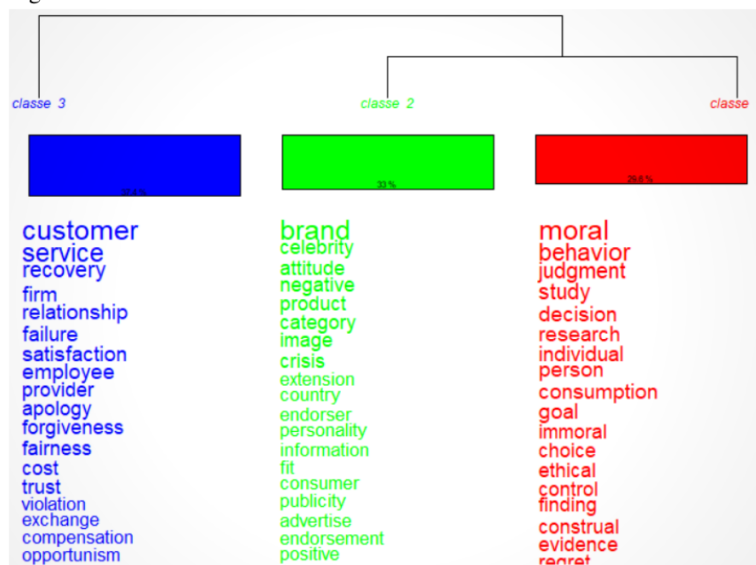 classe 3
classe 2
classe
33 %
customer
service
recovery
firm
relationship
failure
satisfaction
employee
provider
apology
forgiveness
fairness
cost
trust
violation
exchange
compensation
opportunism
brand
celebrity
attitude
negative
product
category
image
crisis
extension
country
endorser
personality
information
fit
consumer
publicity
advertise
endorsement
positive
moral
behavior
judgment
study
decision
research
individual
person
consumption
goal
immoral
choice
ethical
control
finding
construal
evidence
regret